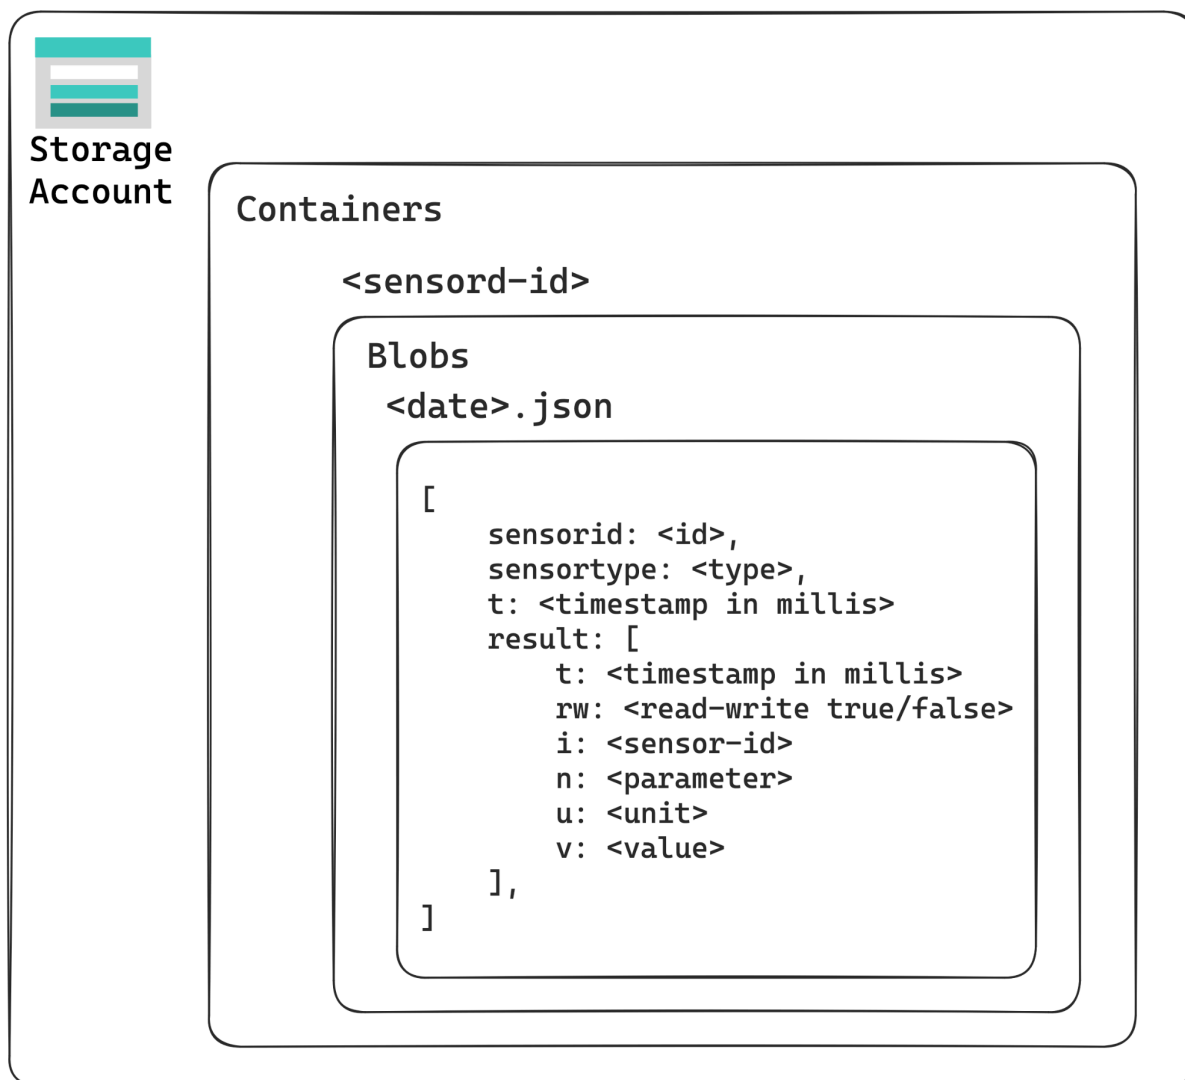 Storage
Account
Containers
<sensord-id>
Blobs
<date>.json
[
sensorid: <id>,
sensortype: <type>,
t: <timestamp in millis>
result: [
t: <timestamp in millis>
rw: <read-write true/false>
i: <sensor-id>
n: <parameter>
u: <unit>
v: <value>
],
]